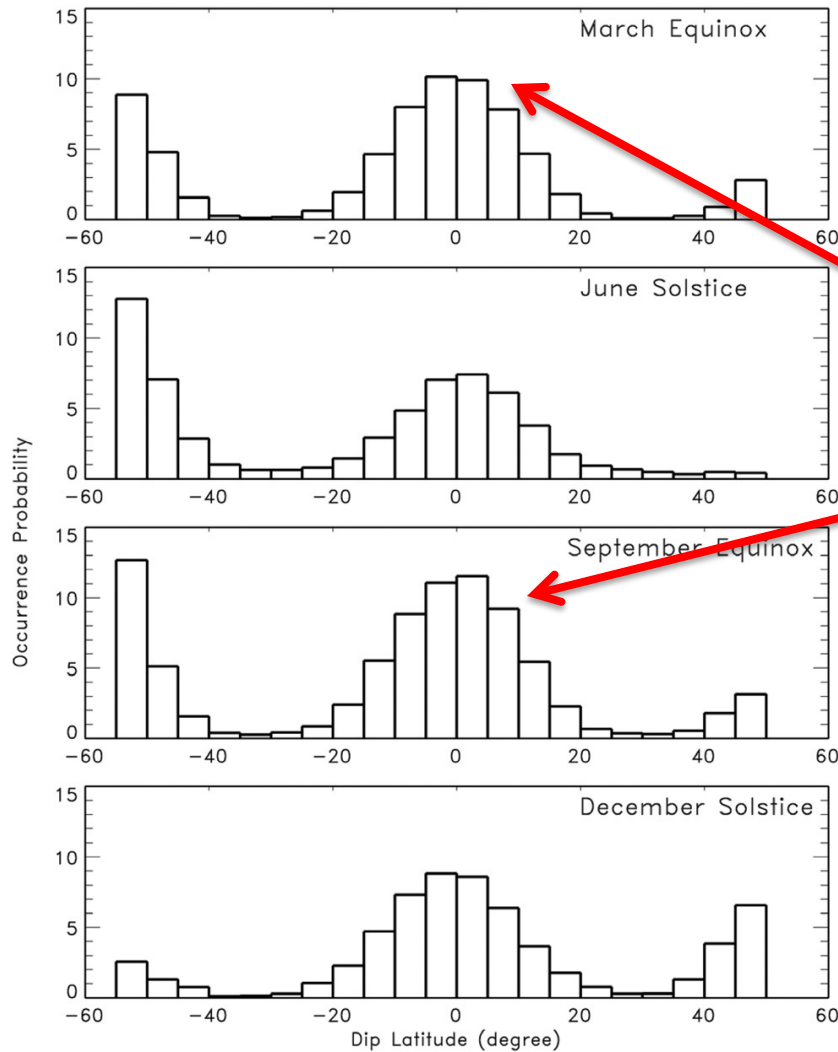 March Equinox
15
10
5
0
-60 -40 -20 0 20 40 60
June Solstice
15
10
5
0
-60 -40 -20 0 20 40 60
Occurrence Probability
September Equinox
15
10
5
0
-60 -40 -20 0 20 40 60
December Solstice
15
10
5
0
-60 -40 -20 0 20 40 60
Dip Latitude (degree)